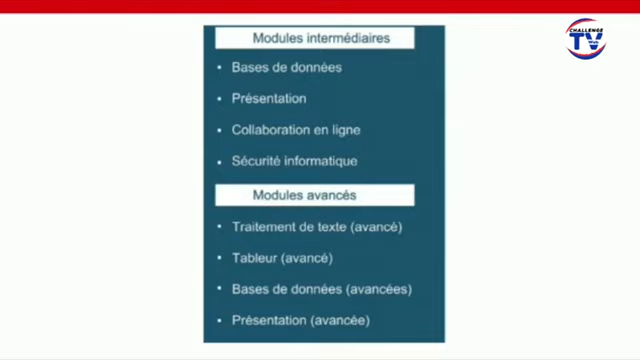 CHALLENGE
TV
Web
Modules intermédiaires
• Bases de données
• Présentation
• Collaboration en ligne
• Sécurité informatique
Modules avancés
• Traitement de texte (avancé)
• Tableur (avancé)
• Bases de données (avancées)
• Présentation (avancée)